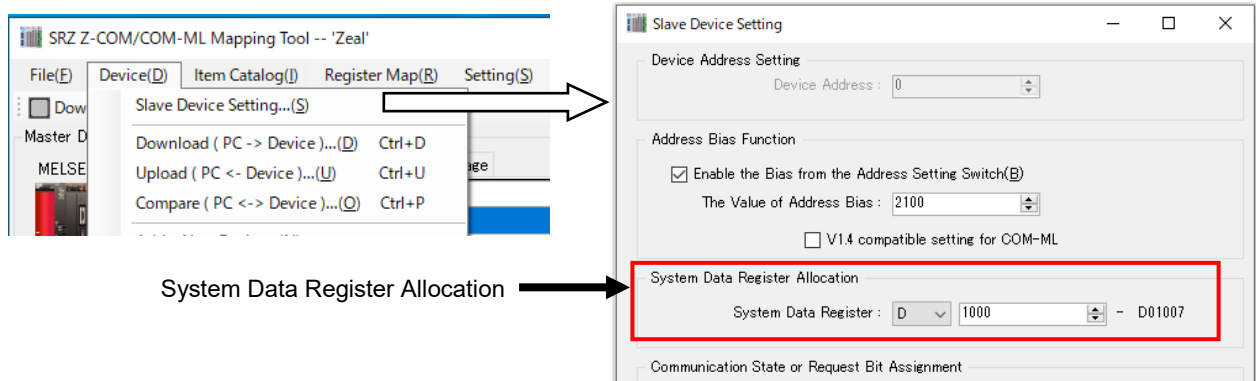 SRZ Z-COM/COM-ML Mapping Tool -- 'Zeal'
File(F) Device(D) Item Catalog(I) Register Map(R) Setting(S)
Dow
Slave Device Setting...(S)
Master D
Download ( PC -> Device )...(D) Ctrl+D
MELSE
Upload ( PC <- Device )...(U) Ctrl+U
age
Compare ( PC <-> Device )...(O) Ctrl+P
System Data Register Allocation
Slave Device Setting
Device Address Setting
Device Address : 0
Address Bias Function
Enable the Bias from the Address Setting Switch(B)
The Value of Address Bias : 2100
V1.4 compatible setting for COM-ML
System Data Register Allocation
System Data Register : D 1000 - D01007
Communication State or Request Bit Assignment